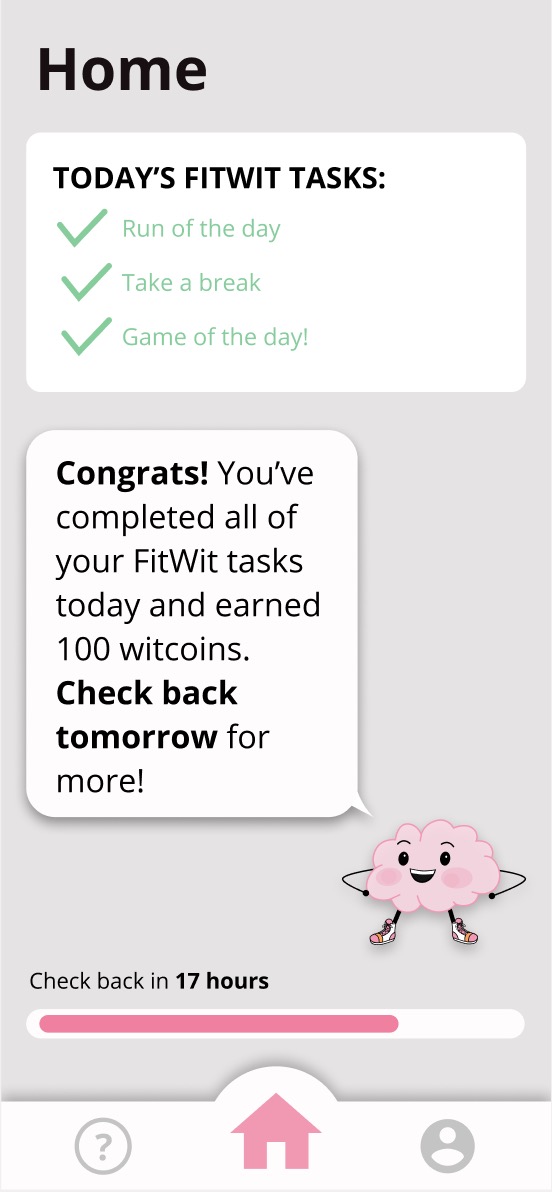 Home
TODAY’S FITWIT TASKS:
Run of the day
Take a break
Game of the day!
Congrats! You’ve
completed all of
your FitWit tasks
today and earned
100 witcoins.
Check back
tomorrow for
more!
Check back in 17 hours
?